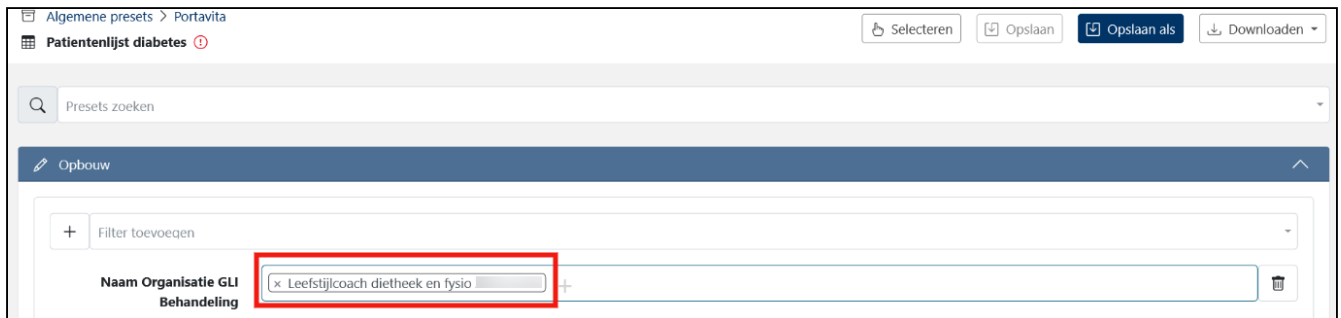 Algemene presets > Portavita
Patientenlijst diabetes
Selecteren
Opslaan
Opslaan als
Downloaden
Presets zoeken
Opbouw
Filter toevoegen
Naam Organisatie GLI
Behandeling
× Leefstijlcoach dietheek en fysio